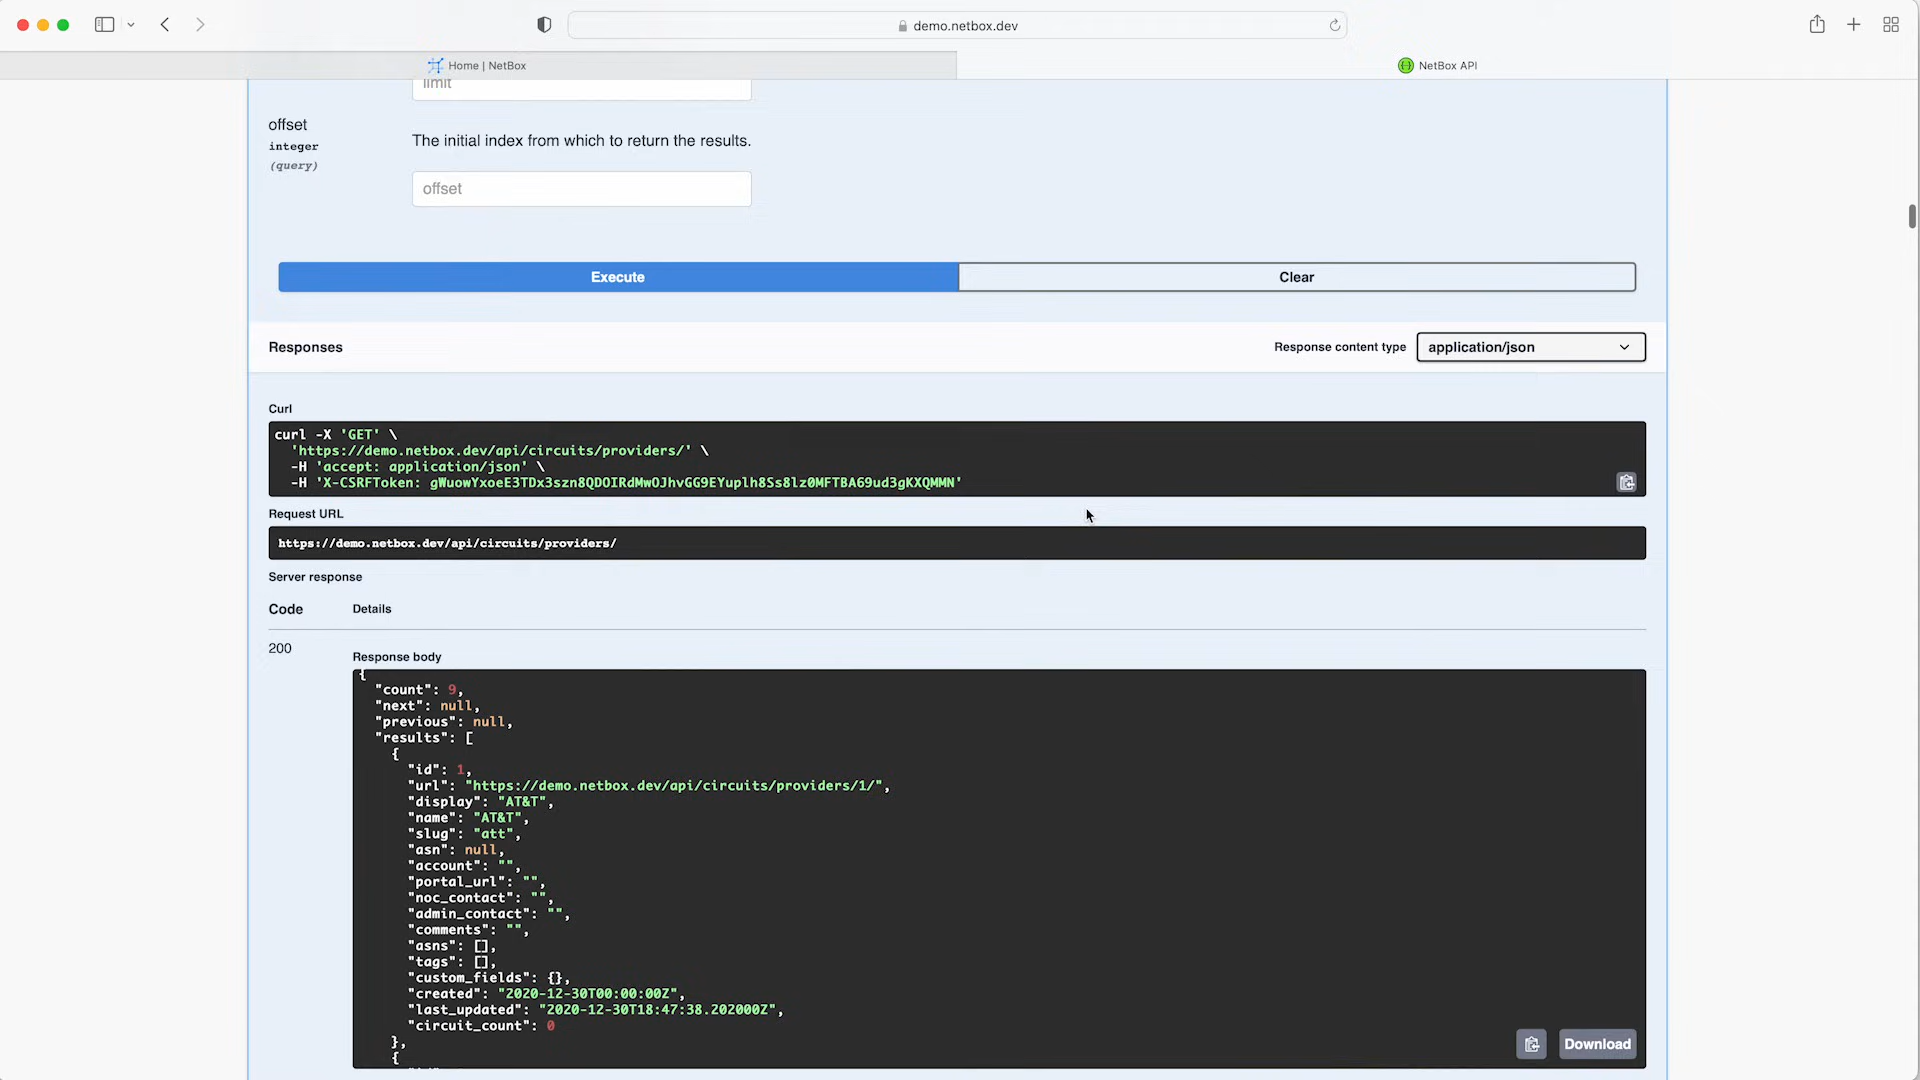 demo.netbox.dev
Home | NetBox
NetBox API
limit
offset
integer
(query)
The initial index from which to return the results.
offset
Execute
Clear
Responses
Response content type
application/json
Curl
curl -X 'GET' \
'https://demo.netbox.dev/api/circuits/providers/' \
-H 'accept: application/json' \
-H 'X-CSRFToken: gWuowYxoeE3TDx3szn8QDOIRdMwOJhvGG9EYuplh8Ss8lz0MFTBA69ud3gKXQMMN'
Request URL
https://demo.netbox.dev/api/circuits/providers/
Server response
Code
Details
200
Response body
{
"count": 9,
"next": null,
"previous": null,
"results": [
{
"id": 1,
"url": "https://demo.netbox.dev/api/circuits/providers/1/",
"display": "AT&T",
"name": "AT&T",
"slug": "att",
"asn": null,
"account": "",
"portal_url": "",
"noc_contact": "",
"admin_contact": "",
"comments": "",
"asns": [],
"tags": [],
"custom_fields": {},
"created": "2020-12-30T00:00:00Z",
"last_updated": "2020-12-30T18:47:38.202000Z",
"circuit_count": 0
},
{
Download